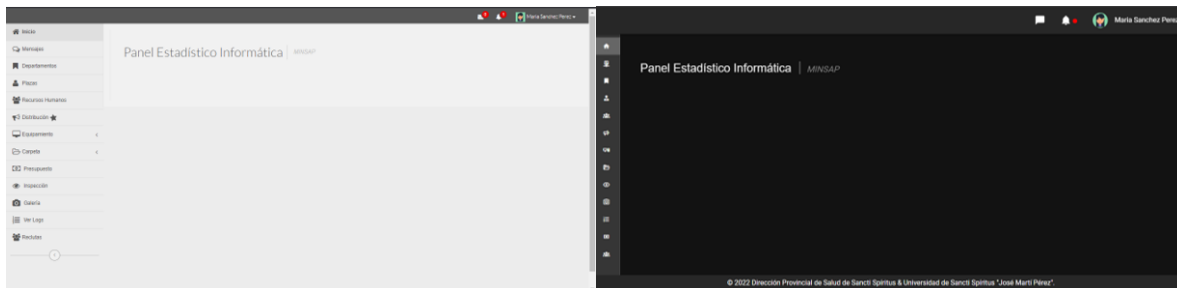 Maria Sanchez Perez
Inicio
Mensajes
Departamentos
Plazas
Recursos Humanos
Distribución
Equipamiento
Carpeta
Presupuesto
Inspección
Galería
Ver Logs
Reclutas
Panel Estadístico Informática | MINSAP
Maria Sanchez Perez
Panel Estadístico Informática | MINSAP
© 2022 Dirección Provincial de Salud de Sancti Spíritus & Universidad de Sancti Spíritus "José Martí Pérez".